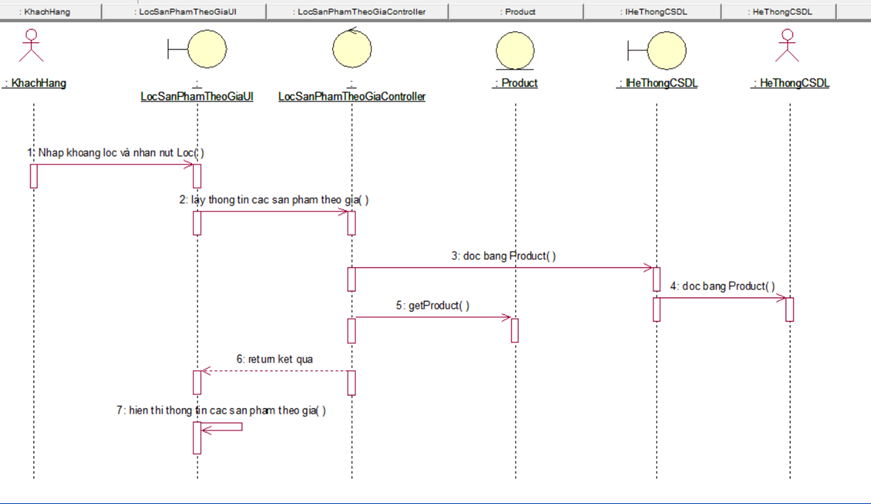 : KhachHang
: LocSanPhamTheoGiaUI
: LocSanPhamTheoGiaController
: Product
: IHeThongCSDL
: HeThongCSDL
: KhachHang
:
LocSanPhamTheoGiaUI
:
LocSanPhamTheoGiaController
: Product
: IHeThongCSDL
: HeThongCSDL
1: Nhap khoang loc và nhan nut Loc( )
2: lay thong tin cac san pham theo gia( )
3: doc bang Product( )
4: doc bang Product( )
5: getProduct( )
6: return ket qua
7: hien thi thong tin cac san pham theo gia( )